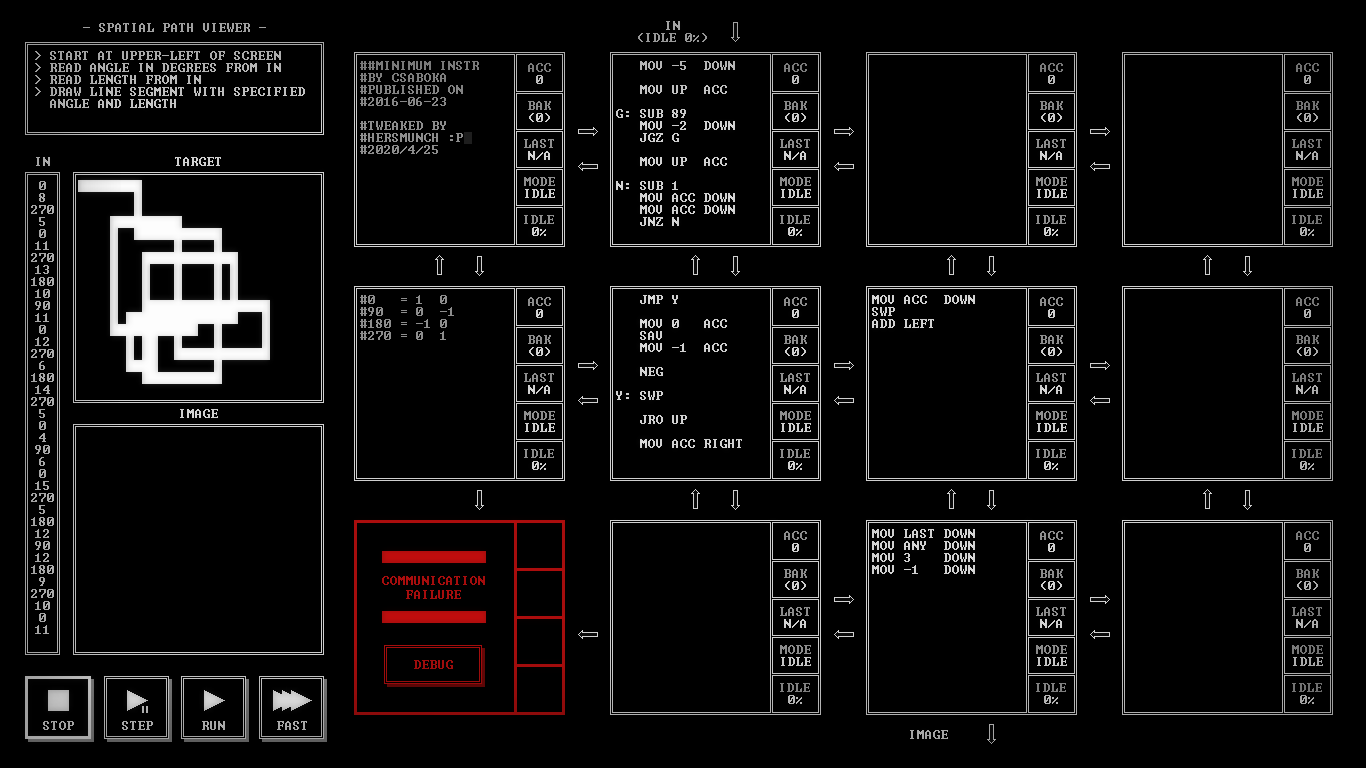 - SPATIAL PATH VIEWER -
> START AT UPPER-LEFT OF SCREEN
> READ ANGLE IN DEGREES FROM IN
> READ LENGTH FROM IN
> DRAW LINE SEGMENT WITH SPECIFIED
ANGLE AND LENGTH
IN
0
8
270
5
0
11
270
13
180
10
90
11
0
12
270
6
180
14
270
5
0
4
90
6
0
15
270
5
180
12
90
12
180
9
270
10
0
11
TARGET
IMAGE
STOP
STEP
RUN
FAST
IN
(IDLE 0%)
##MINIMUM INSTR
#BY CSABOKA
#PUBLISHED ON
#2016-06-23
#TWEAKED BY
#HERSMUNCH :P
#2020/4/25
ACC
0
BAK
(0)
LAST
N/A
MODE
IDLE
IDLE
0%
MOV -5 DOWN
MOV UP ACC
G: SUB 89
MOV -2 DOWN
JGZ G
MOV UP ACC
N: SUB 1
MOV ACC DOWN
MOV ACC DOWN
JNZ N
ACC
0
BAK
(0)
LAST
N/A
MODE
IDLE
IDLE
0%
ACC
0
BAK
(0)
LAST
N/A
MODE
IDLE
IDLE
0%
ACC
0
BAK
(0)
LAST
N/A
MODE
IDLE
IDLE
0%
#0 = 1 0
#90 = 0 -1
#180 = -1 0
#270 = 0 1
ACC
0
BAK
(0)
LAST
N/A
MODE
IDLE
IDLE
0%
JMP Y
MOV 0 ACC
SAV
MOV -1 ACC
NEG
Y: SWP
JRO UP
MOV ACC RIGHT
ACC
0
BAK
(0)
LAST
N/A
MODE
IDLE
IDLE
0%
MOV ACC DOWN
SWP
ADD LEFT
ACC
0
BAK
(0)
LAST
N/A
MODE
IDLE
IDLE
0%
ACC
0
BAK
(0)
LAST
N/A
MODE
IDLE
IDLE
0%
COMMUNICATION
FAILURE
DEBUG
ACC
0
BAK
(0)
LAST
N/A
MODE
IDLE
IDLE
0%
MOV LAST DOWN
MOV ANY DOWN
MOV 3 DOWN
MOV -1 DOWN
ACC
0
BAK
(0)
LAST
N/A
MODE
IDLE
IDLE
0%
ACC
0
BAK
(0)
LAST
N/A
MODE
IDLE
IDLE
0%
IMAGE